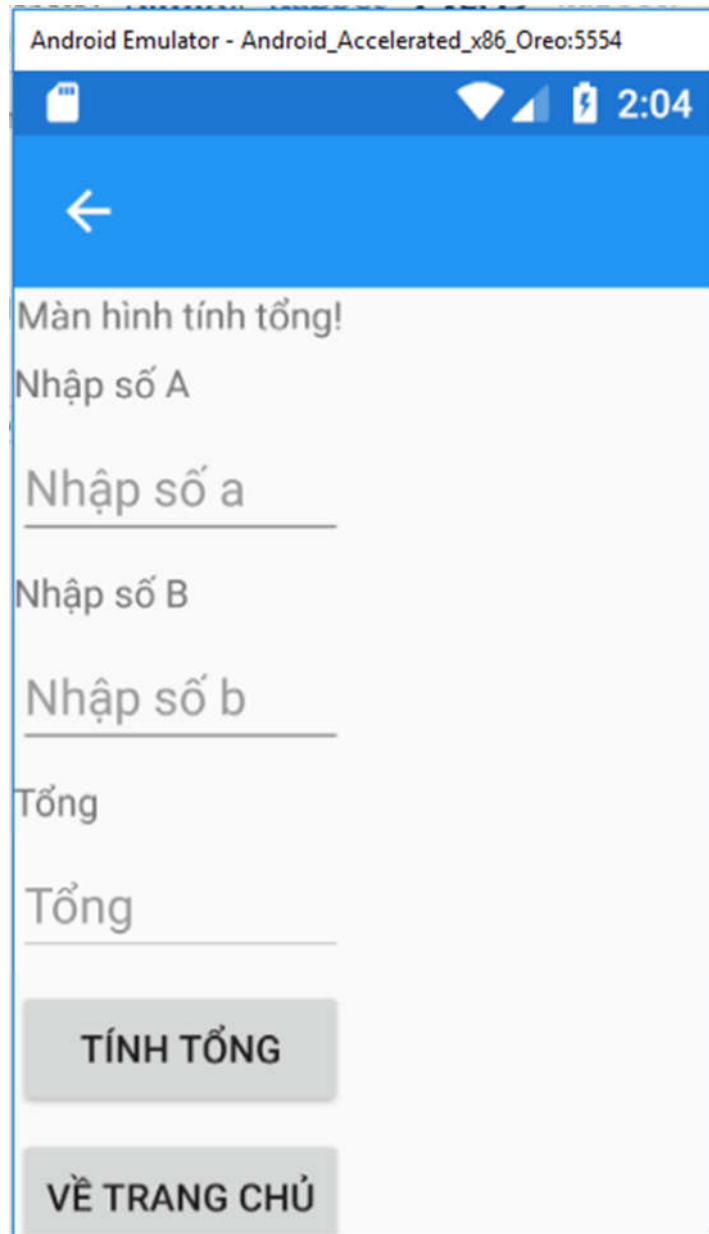 Android Emulator - Android_Accelerated_x86_Oreo:5554
2:04
Màn hình tính tổng!
Nhập số A
Nhập số a
Nhập số B
Nhập số b
Tổng
Tổng
TÍNH TỔNG
VỀ TRANG CHỦ